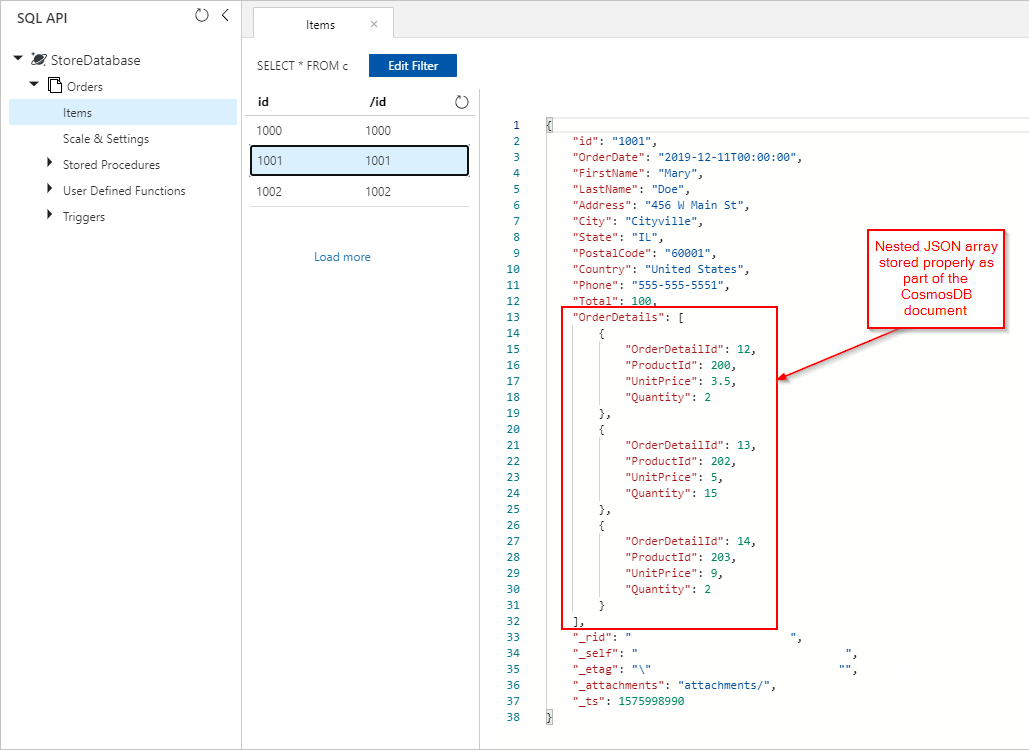 SQL API
StoreDatabase
Orders
Items
Scale & Settings
Stored Procedures
User Defined Functions
Triggers
Items
SELECT * FROM c
Edit Filter
id /id
1000 1000
1001 1001
1002 1002
Load more
1 {
2 "id": "1001",
3 "OrderDate": "2019-12-11T00:00:00",
4 "FirstName": "Mary",
5 "LastName": "Doe",
6 "Address": "456 W Main St",
7 "City": "Cityville",
8 "State": "IL",
9 "PostalCode": "60001",
10 "Country": "United States",
11 "Phone": "555-555-5551",
12 "Total": 100,
13 "OrderDetails": [
14 {
15 "OrderDetailId": 12,
16 "ProductId": 200,
17 "UnitPrice": 3.5,
18 "Quantity": 2
19 },
20 {
21 "OrderDetailId": 13,
22 "ProductId": 202,
23 "UnitPrice": 5,
24 "Quantity": 15
25 },
26 {
27 "OrderDetailId": 14,
28 "ProductId": 203,
29 "UnitPrice": 9,
30 "Quantity": 2
31 }
32 ],
33 "_rid": " ",
34 "_self": " ",
35 "_etag": "\" "",
36 "_attachments": "attachments/",
37 "_ts": 1575998990
38 }
Nested JSON array
stored properly as
part of the
CosmosDB
document